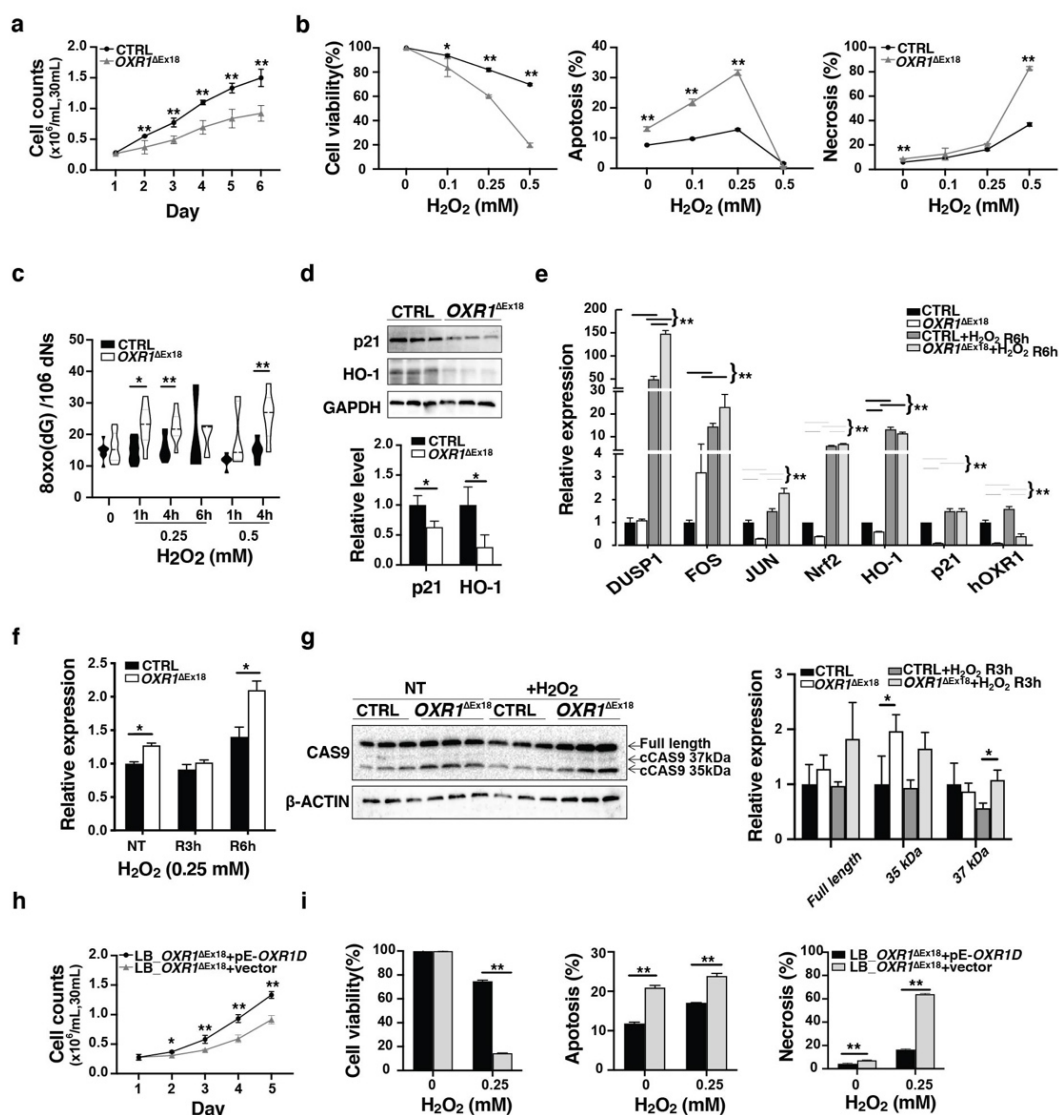 a
CTRL
OXR1ΔEx18
Cell counts
(x10⁶/mL,30mL)
2.0
1.5
1.0
0.5
0.0
1 2 3 4 5 6
** ** ** ** **
Day
b
Cell viability(%)
100
80
60
40
20
0
* ** **
0 0.1 0.25 0.5
H₂O₂ (mM)
Apotosis (%)
40
30
20
10
0
** ** **
0 0.1 0.25 0.5
H₂O₂ (mM)
CTRL
OXR1ΔEx18
Necrosis (%)
100
80
60
40
20
0
** **
0 0.1 0.25 0.5
H₂O₂ (mM)
c
CTRL
OXR1ΔEx18
8oxo(dG) /106 dNs
50
40
30
20
10
0
* ** **
0 1h 4h 6h 1h 4h
0.25 0.5
H₂O₂ (mM)
d
CTRL OXR1ΔEx18
p21
HO-1
GAPDH
CTRL
OXR1ΔEx18
Relative level
2.0
1.5
1.0
0.5
0.0
* *
p21 HO-1
e
CTRL
OXR1ΔEx18
CTRL+H₂O₂ R6h
OXR1ΔEx18+H₂O₂ R6h
Relative expression
200
150
100
50
30
20
10
4
3
2
1
0
}** }** }** }** }** }** }**
DUSP1 FOS JUN Nrf2 HO-1 p21 hOXR1
f
CTRL
OXR1ΔEx18
Relative expression
2.5
2.0
1.5
1.0
0.5
0.0
* *
NT R3h R6h
H₂O₂ (0.25 mM)
g
NT +H₂O₂
CTRL OXR1ΔEx18 CTRL OXR1ΔEx18
CAS9
Full length
cCAS9 37kDa
cCAS9 35kDa
β-ACTIN
CTRL CTRL+H₂O₂ R3h
OXR1ΔEx18 OXR1ΔEx18+H₂O₂ R3h
Relative expression
3
2
1
0
* *
Full length 35 kDa 37 kDa
h
LB_OXR1ΔEx18+pE-OXR1D
LB_OXR1ΔEx18+vector
Cell counts
(x10⁶/mL,30mL)
2.0
1.5
1.0
0.5
0.0
* ** ** **
1 2 3 4 5
Day
i
Cell viability(%)
100
80
60
40
20
0
**
0 0.25
H₂O₂ (mM)
Apotosis (%)
40
30
20
10
0
** **
0 0.25
H₂O₂ (mM)
LB_OXR1ΔEx18+pE-OXR1D
LB_OXR1ΔEx18+vector
Necrosis (%)
100
80
60
40
20
0
** **
0 0.25
H₂O₂ (mM)